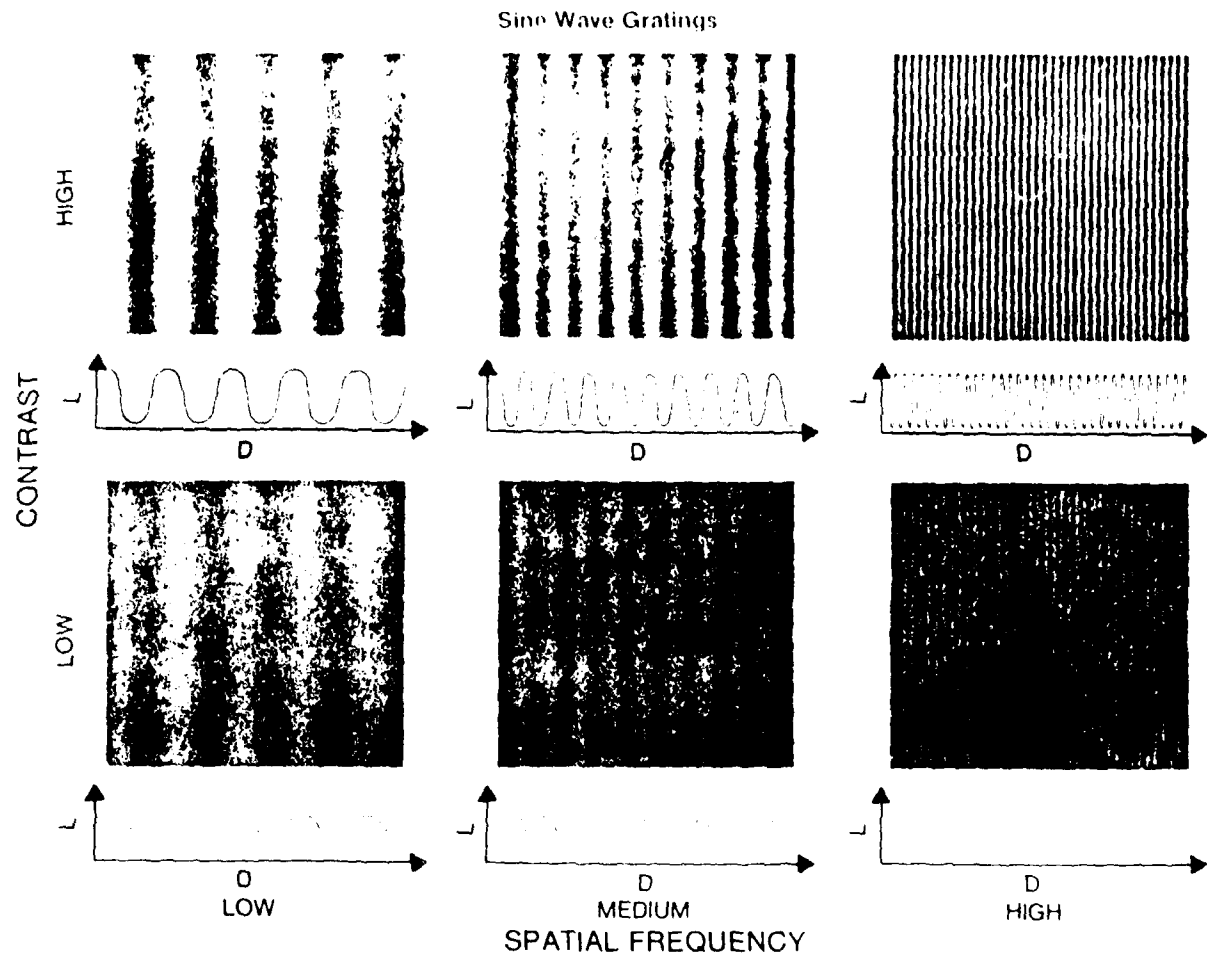 Sine Wave Gratings
HIGH
L
D
L
D
L
D
CONTRAST
LOW
L
D
LOW
L
D
MEDIUM
L
D
HIGH
SPATIAL FREQUENCY